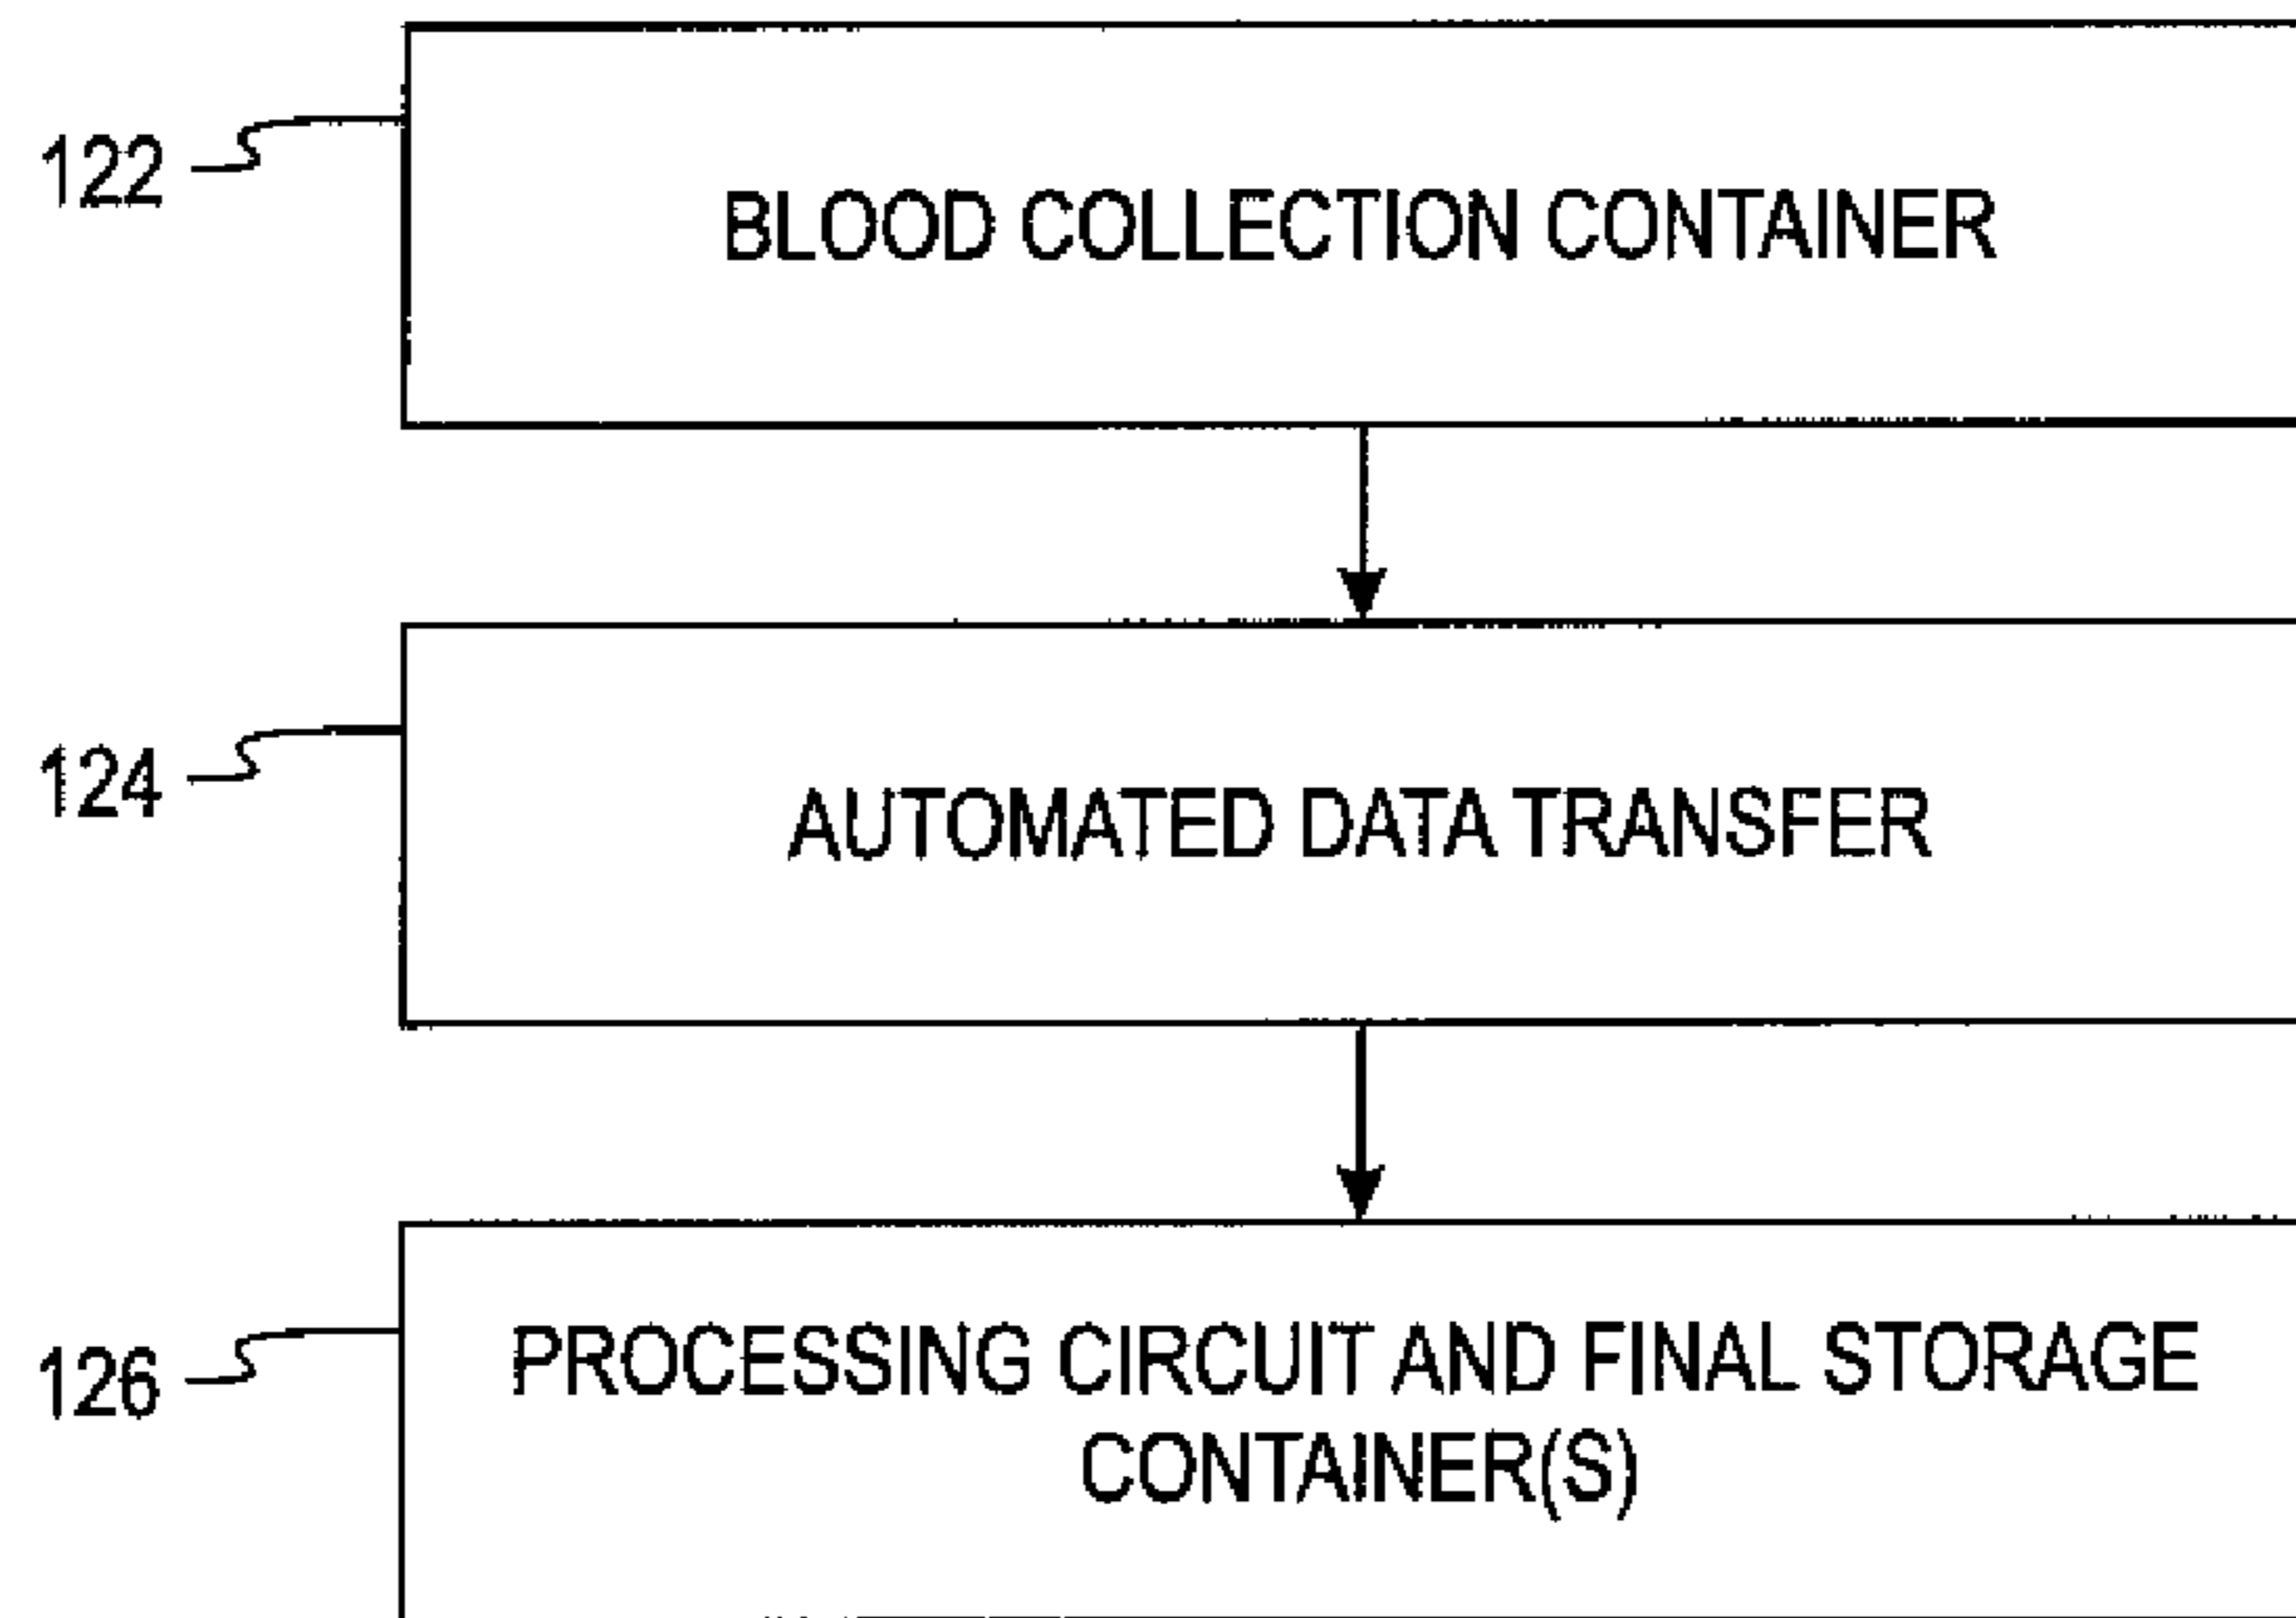 122
BLOOD COLLECTION CONTAINER
124
AUTOMATED DATA TRANSFER
126
PROCESSING CIRCUIT AND FINAL STORAGE
CONTAINER(S)